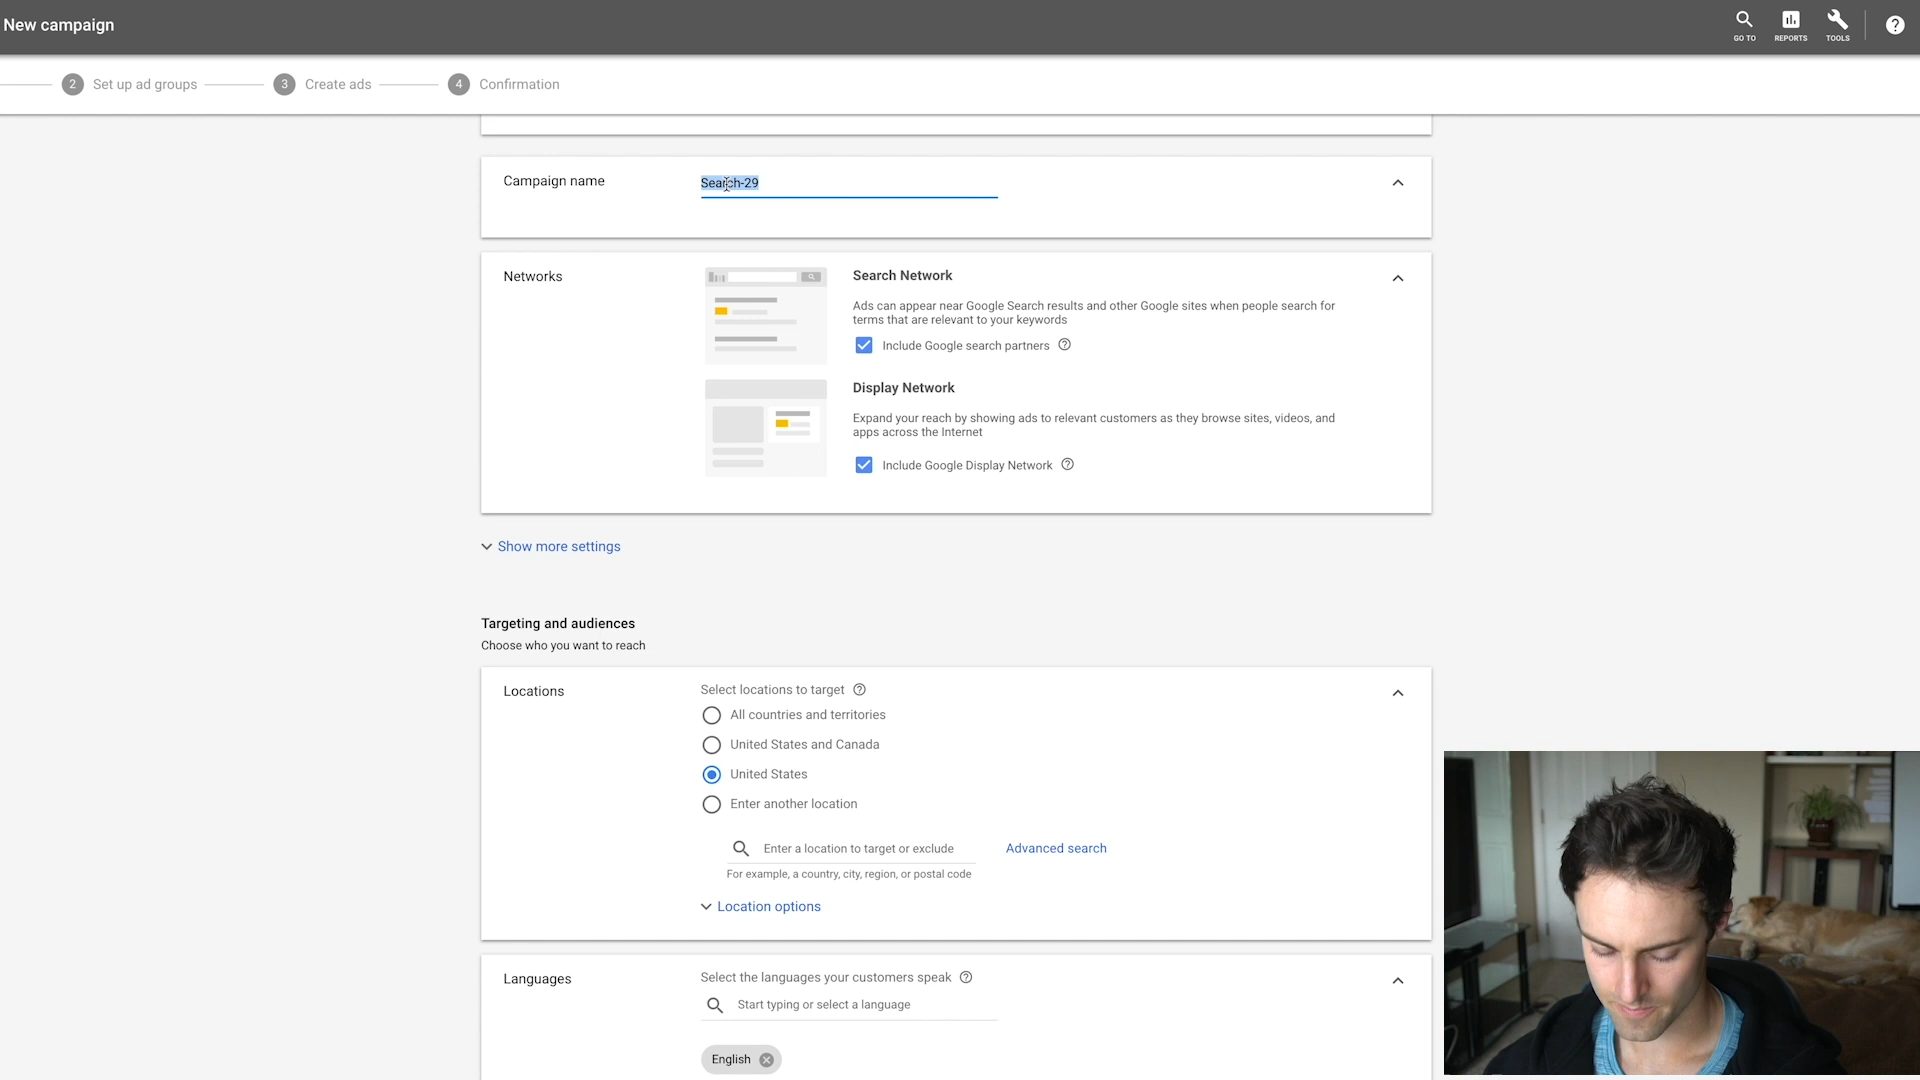 New campaign
GO TO
REPORTS
TOOLS
?
2 Set up ad groups
3 Create ads
4 Confirmation
Campaign name
Search-29
Networks
Search Network
Ads can appear near Google Search results and other Google sites when people search for
terms that are relevant to your keywords
Include Google search partners ?
Display Network
Expand your reach by showing ads to relevant customers as they browse sites, videos, and
apps across the Internet
Include Google Display Network ?
Show more settings
Targeting and audiences
Choose who you want to reach
Locations
Select locations to target ?
All countries and territories
United States and Canada
United States
Enter another location
Enter a location to target or exclude
Advanced search
For example, a country, city, region, or postal code
Location options
Languages
Select the languages your customers speak ?
Start typing or select a language
English